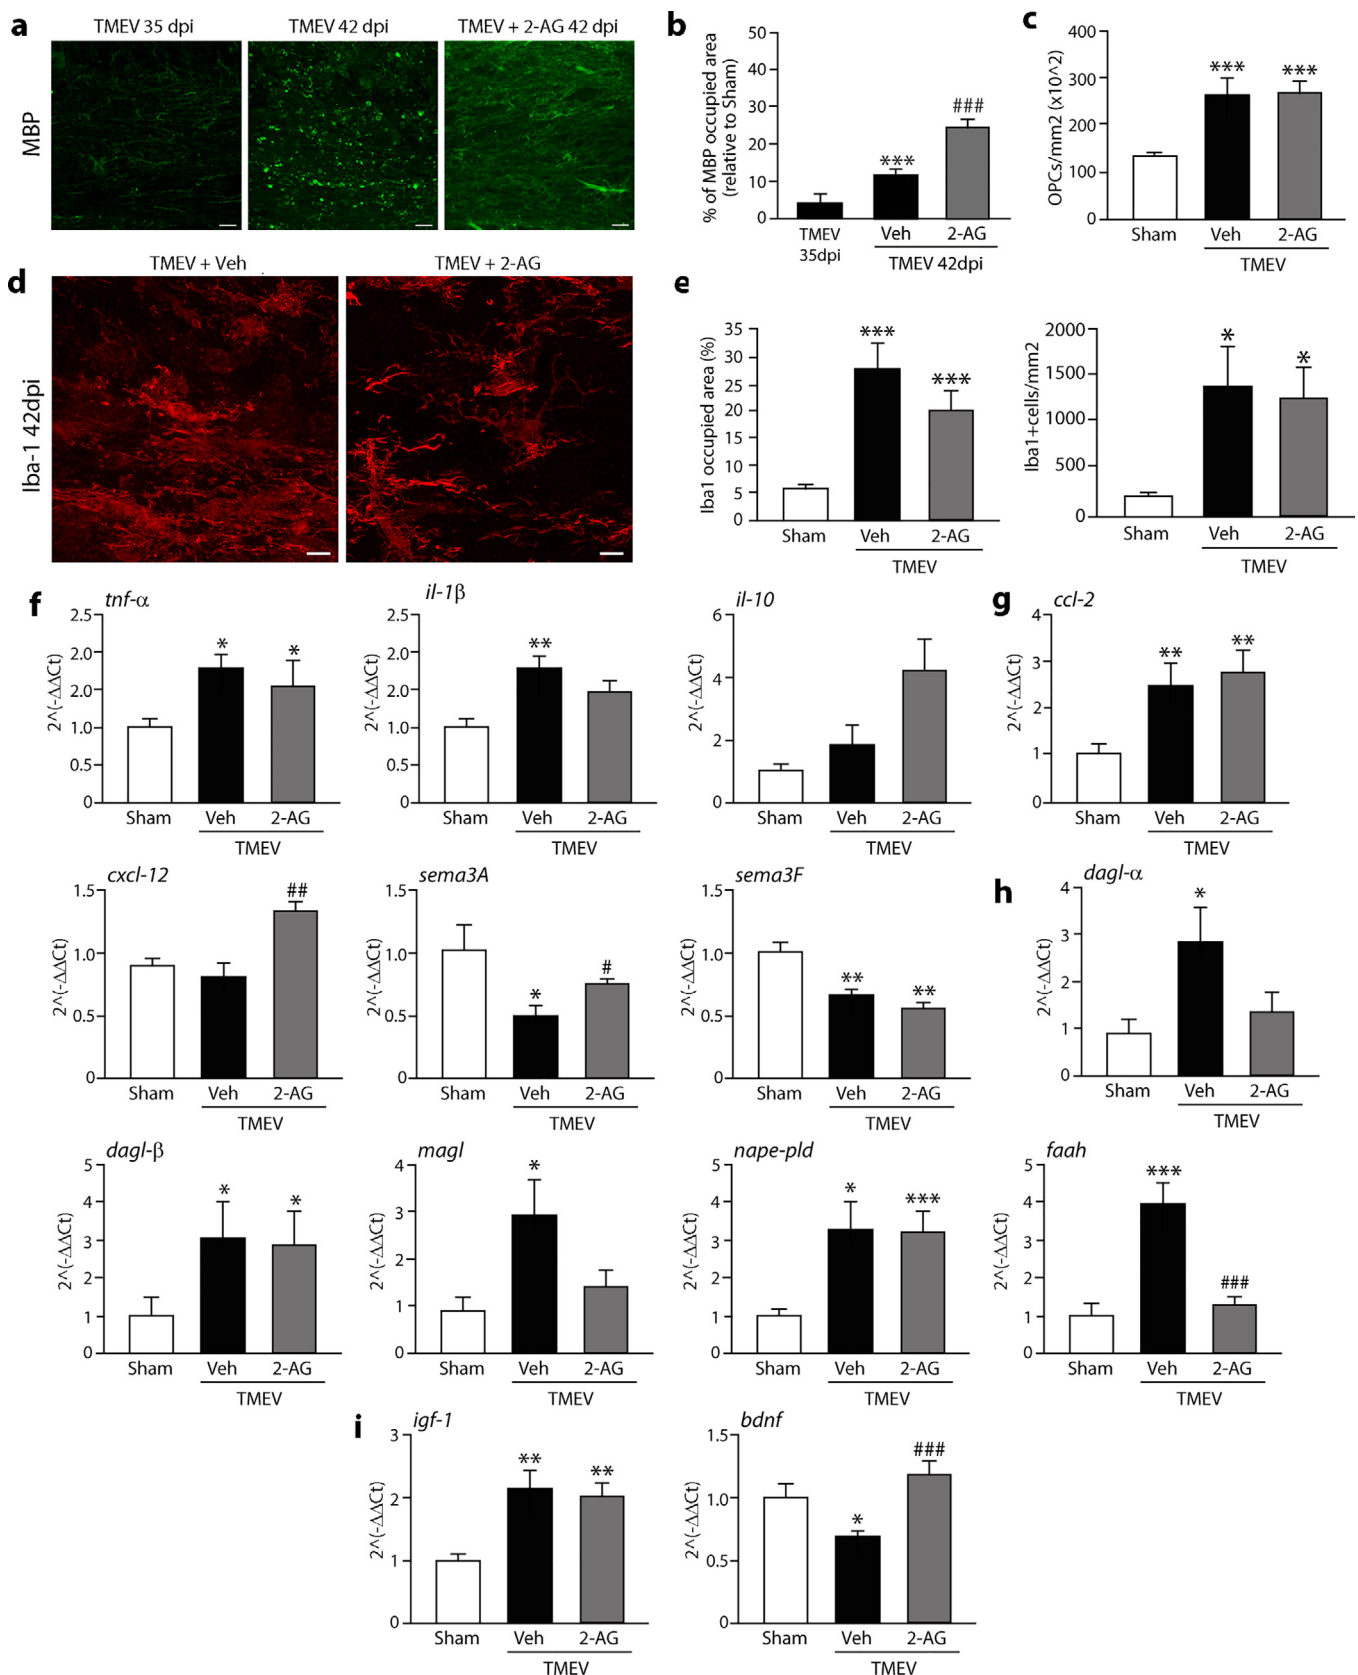 a
TMEV 35 dpi
TMEV 42 dpi
TMEV + 2-AG 42 dpi
MBP
b
% of MBP occupied area
(relative to Sham)
50
40
30
20
10
0
***
###
TMEV
35dpi
Veh
2-AG
TMEV 42dpi
c
OPCs/mm2 (x10^2)
400
300
200
100
0
***
***
Sham
Veh
2-AG
TMEV
d
TMEV + Veh
TMEV + 2-AG
Iba-1 42dpi
e
Iba1 occupied area (%)
35
30
25
20
15
10
5
0
***
***
Sham
Veh
2-AG
TMEV
Iba1+cells/mm2
2000
1500
1000
500
0
*
*
Sham
Veh
2-AG
TMEV
f
tnf-α
2^(-ΔΔCt)
2.5
2.0
2.0
1.0
0.5
0
*
*
Sham
Veh
2-AG
TMEV
il-1β
2^(-ΔΔCt)
2.5
2.0
2.0
1.0
0.5
0
**
Sham
Veh
2-AG
TMEV
il-10
2^(-ΔΔCt)
6
4
2
0
Sham
Veh
2-AG
TMEV
g
ccl-2
2^(-ΔΔCt)
4
3
2
1
0
**
**
Sham
Veh
2-AG
TMEV
cxcl-12
2^(-ΔΔCt)
1.5
1.0
0.5
0
##
Sham
Veh
2-AG
TMEV
sema3A
2^(-ΔΔCt)
1.5
1.0
0.5
0
*
#
Sham
Veh
2-AG
TMEV
sema3F
2^(-ΔΔCt)
1.5
1.0
0.5
0
**
**
Sham
Veh
2-AG
TMEV
h
dagl-α
2^(-ΔΔCt)
4
3
2
1
0
*
Sham
Veh
2-AG
TMEV
dagl-β
2^(-ΔΔCt)
5
4
3
2
1
0
*
*
Sham
Veh
2-AG
TMEV
magl
2^(-ΔΔCt)
4
3
2
1
0
*
Sham
Veh
2-AG
TMEV
nape-pld
2^(-ΔΔCt)
5
4
3
2
1
0
*
***
Sham
Veh
2-AG
TMEV
faah
2^(-ΔΔCt)
5
4
3
2
1
0
***
###
Sham
Veh
2-AG
TMEV
i
igf-1
2^(-ΔΔCt)
3
2
1
0
**
**
Sham
Veh
2-AG
TMEV
bdnf
2^(-ΔΔCt)
1.5
1.0
0.5
0
*
###
Sham
Veh
2-AG
TMEV